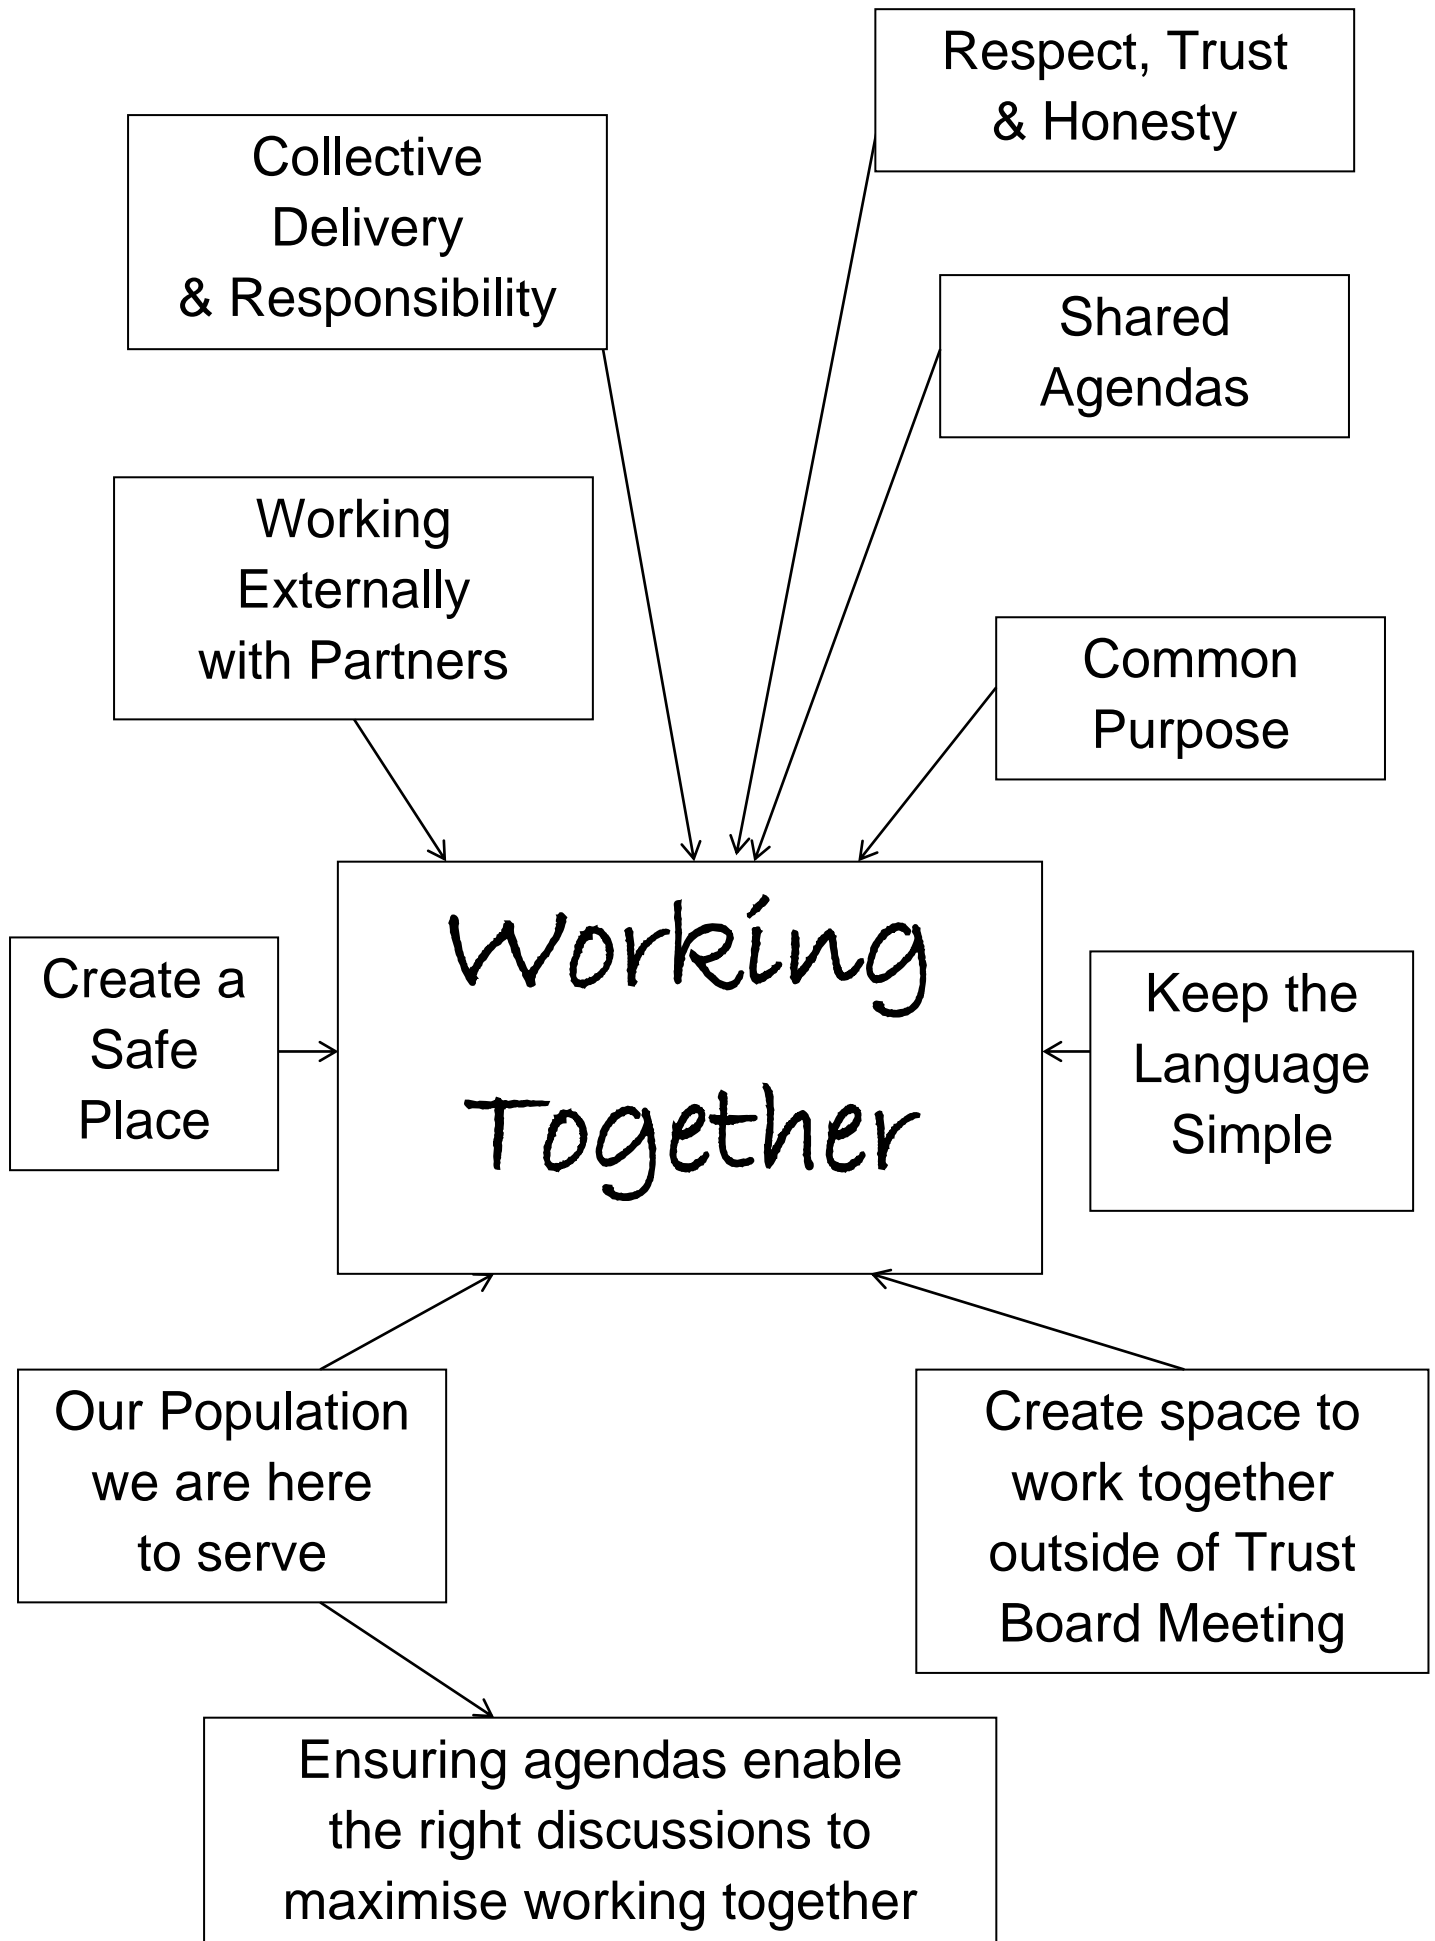 Respect, Trust
& Honesty
Collective
Delivery
& Responsibility
Shared
Agendas
Working
Externally
with Partners
Common
Purpose
Working
Together
Create a
Safe
Place
Keep the
Language
Simple
Our Population
we are here
to serve
Create space to
work together
outside of Trust
Board Meeting
Ensuring agendas enable
the right discussions to
maximise working together